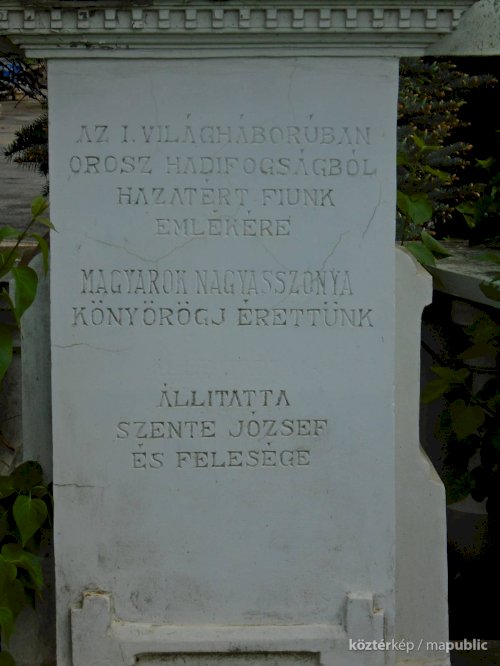 AZ I. VILÁGHÁBORÚBAN
OROSZ HADIFOGSÁGBÓL
HAZATÉRT FIUNK
EMLÉKÉRE
MAGYAROK NAGYASSZONYA
KÖNYÖRÖGJ ÉRETTÜNK
ÁLLITATTA
SZENTE JÓZSEF
ÉS FELESÉGE
köztérkép / mapublic